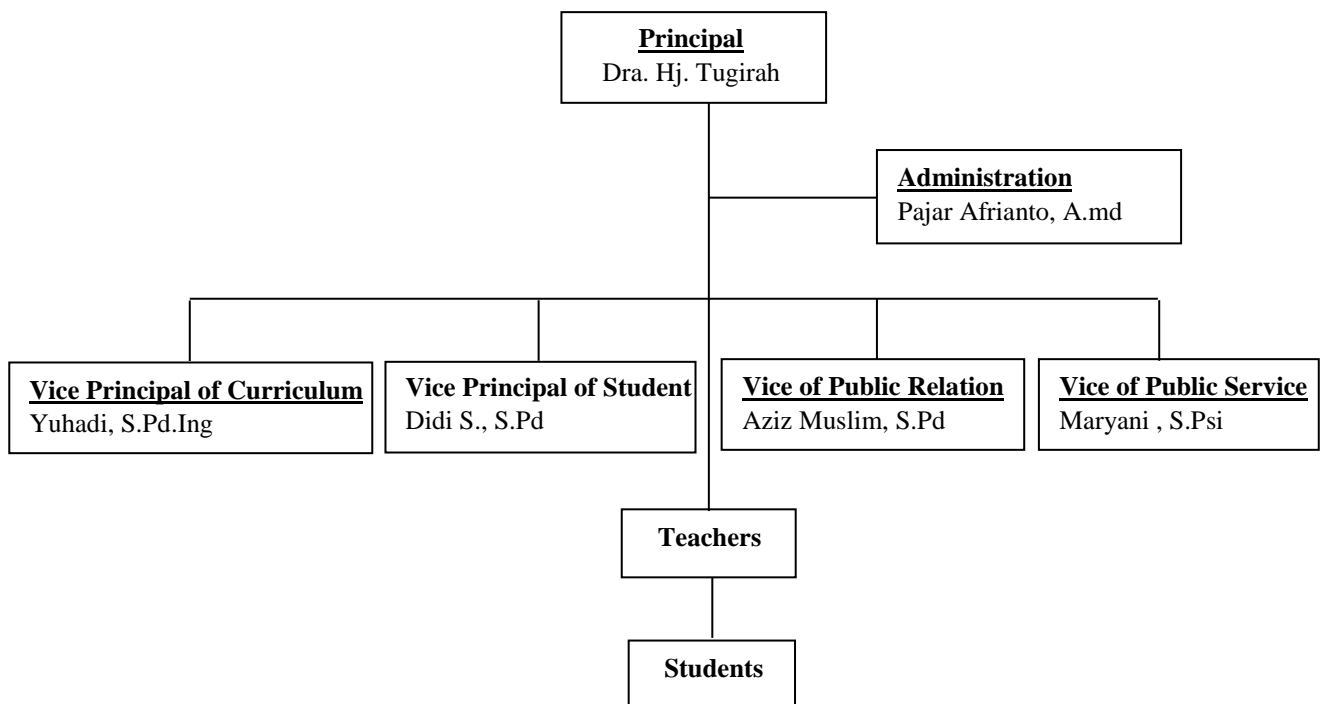 Principal
Dra. Hj. Tugirah
Administration
Pajar Afrianto, A.md
Vice Principal of Curriculum
Yuhadi, S.Pd.Ing
Vice Principal of Student
Didi S., S.Pd
Vice of Public Relation
Aziz Muslim, S.Pd
Vice of Public Service
Maryani , S.Psi
Teachers
Students